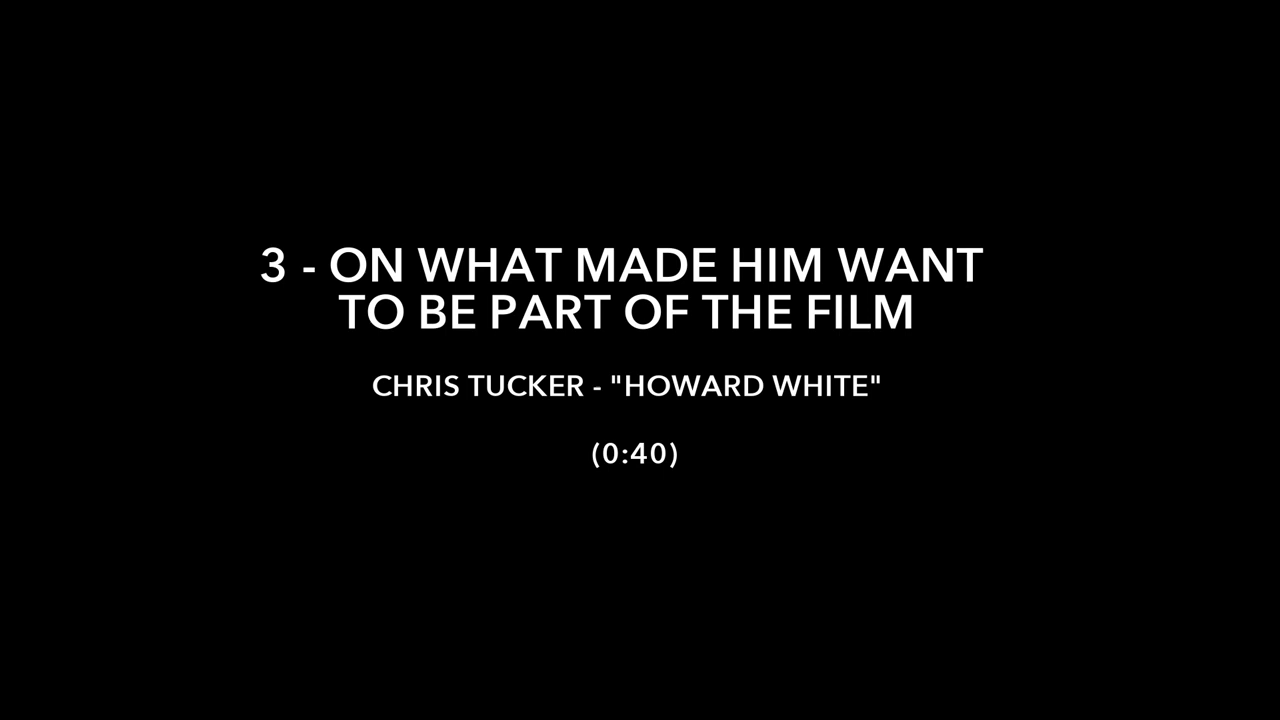 3 - ON WHAT MADE HIM WANT
TO BE PART OF THE FILM
CHRIS TUCKER - "HOWARD WHITE"
(0:40)